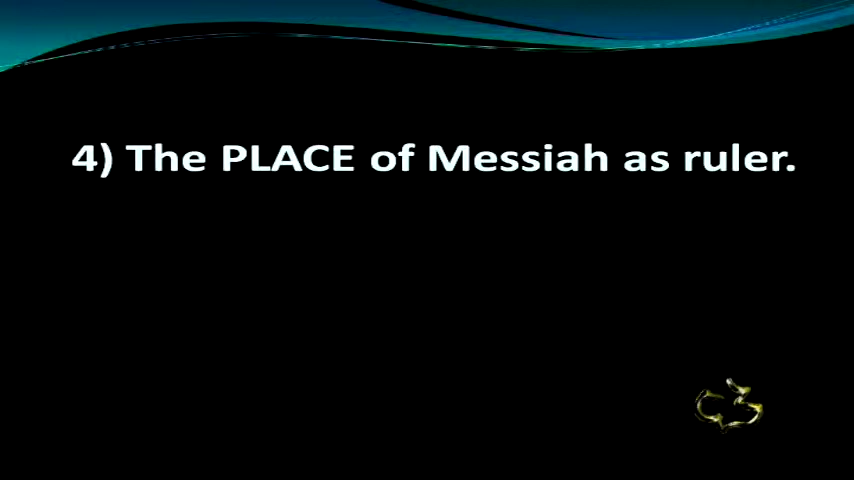 4) The PLACE of Messiah as ruler.